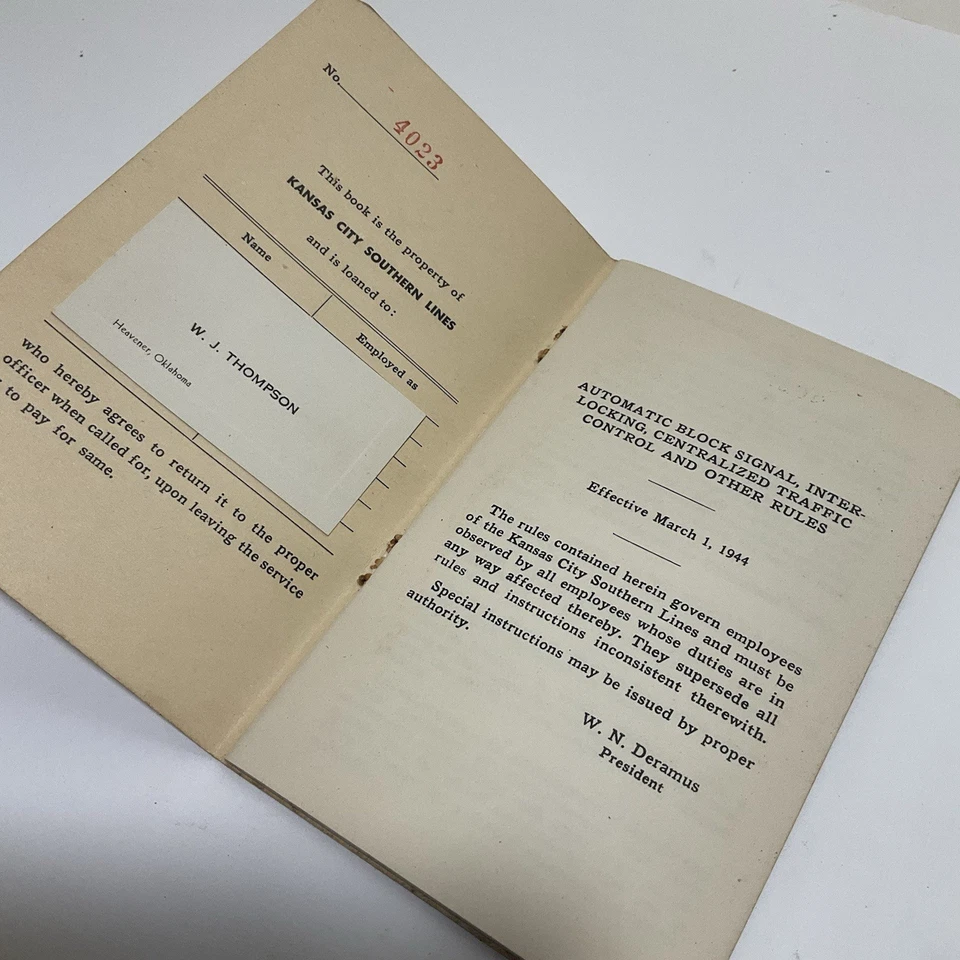 No. 4023
This book is the property of
KANSAS CITY SOUTHERN LINES
and is loaned to:
Name
Employed as
W. J. THOMPSON
Heavener, Oklahoma
who hereby agrees to return it to the proper
officer when called for, upon leaving the service
to pay for same.
AUTOMATIC BLOCK SIGNAL, INTER-
LOCKING, CENTRALIZED TRAFFIC
CONTROL AND OTHER RULES
Effective March 1, 1944
The rules contained herein govern employees
of the Kansas City Southern Lines and must be
observed by all employees whose duties are in
any way affected thereby. They supersede all
rules and instructions inconsistent therewith.
Special instructions may be issued by proper
authority.
W. N. Deramus
President